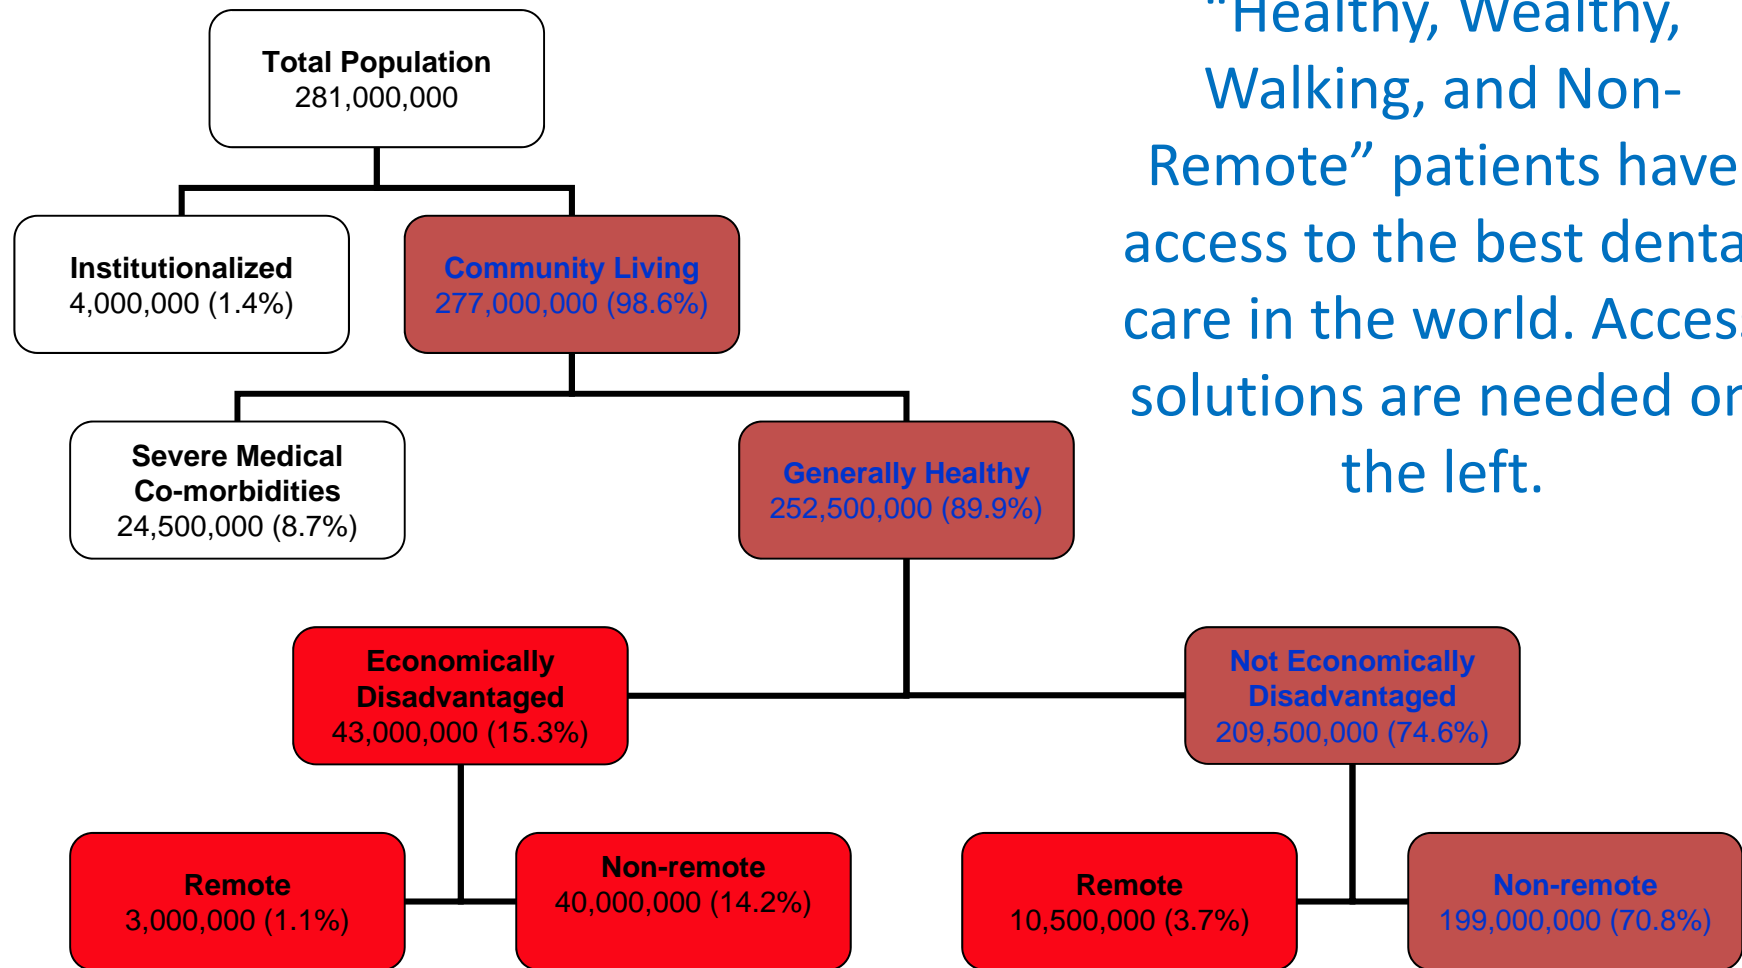 Total Population
281,000,000
"Healthy, Wealthy,
Walking, and Non-
Remote” patients have
access to the best denta
care in the world. Acces
solutions are needed or
the left.
Institutionalized
4,000,000 (1.4%)
Community Living
277,000,000 (98.6%)
Severe Medical
Co-morbidities
24,500,000 (8.7%)
Generally Healthy
252,500,000 (89.9%)
Economically
Disadvantaged
43,000,000 (15.3%)
Not Economically
Disadvantaged
209,500,000 (74.6%)
Remote
3,000,000 (1.1%)
Non-remote
40,000,000 (14.2%)
Remote
10,500,000 (3.7%)
Non-remote
199,000,000 (70.8%)